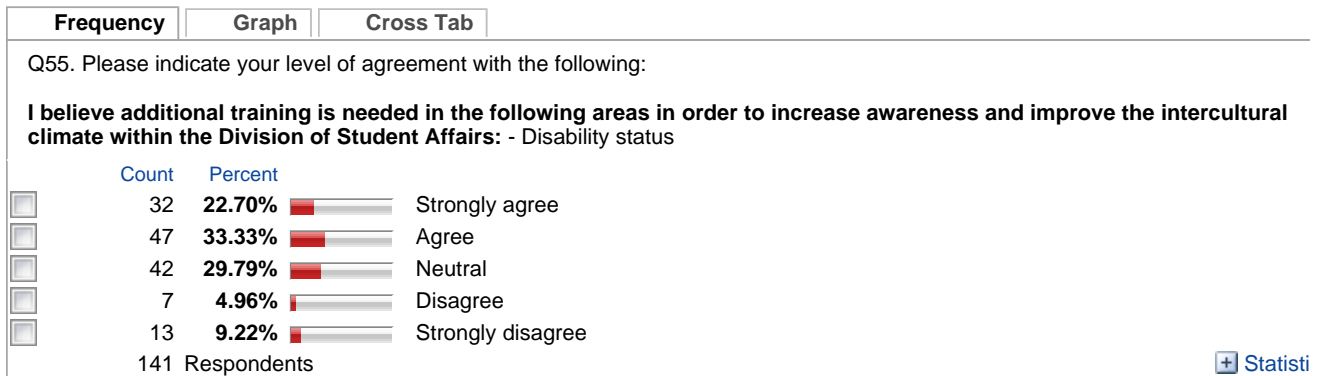 Frequency Graph Cross Tab
Q55. Please indicate your level of agreement with the following:
I believe additional training is needed in the following areas in order to increase awareness and improve the intercultural
climate within the Division of Student Affairs: - Disability status
Count Percent
32 22.70% Strongly agree
47 33.33% Agree
42 29.79% Neutral
7 4.96% Disagree
13 9.22% Strongly disagree
141 Respondents + Statisti